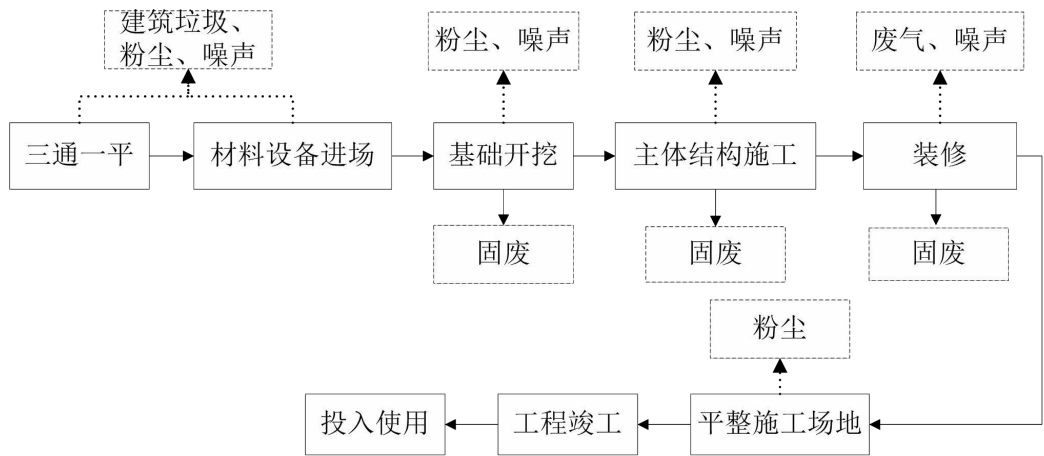 建筑垃圾、
粉尘、噪声
粉尘、噪声
粉尘、噪声
废气、噪声
三通一平
材料设备进场
基础开挖
主体结构施工
装修
固废
固废
固废
粉尘
投入使用
工程竣工
平整施工场地